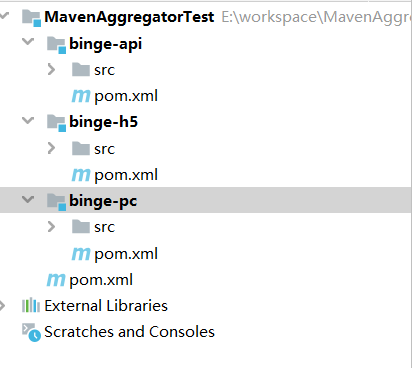 MavenAggregatorTest E:\workspace\MavenAggre
binge-api
src
pom.xml
binge-h5
src
pom.xml
binge-pc
src
pom.xml
pom.xml
External Libraries
Scratches and Consoles